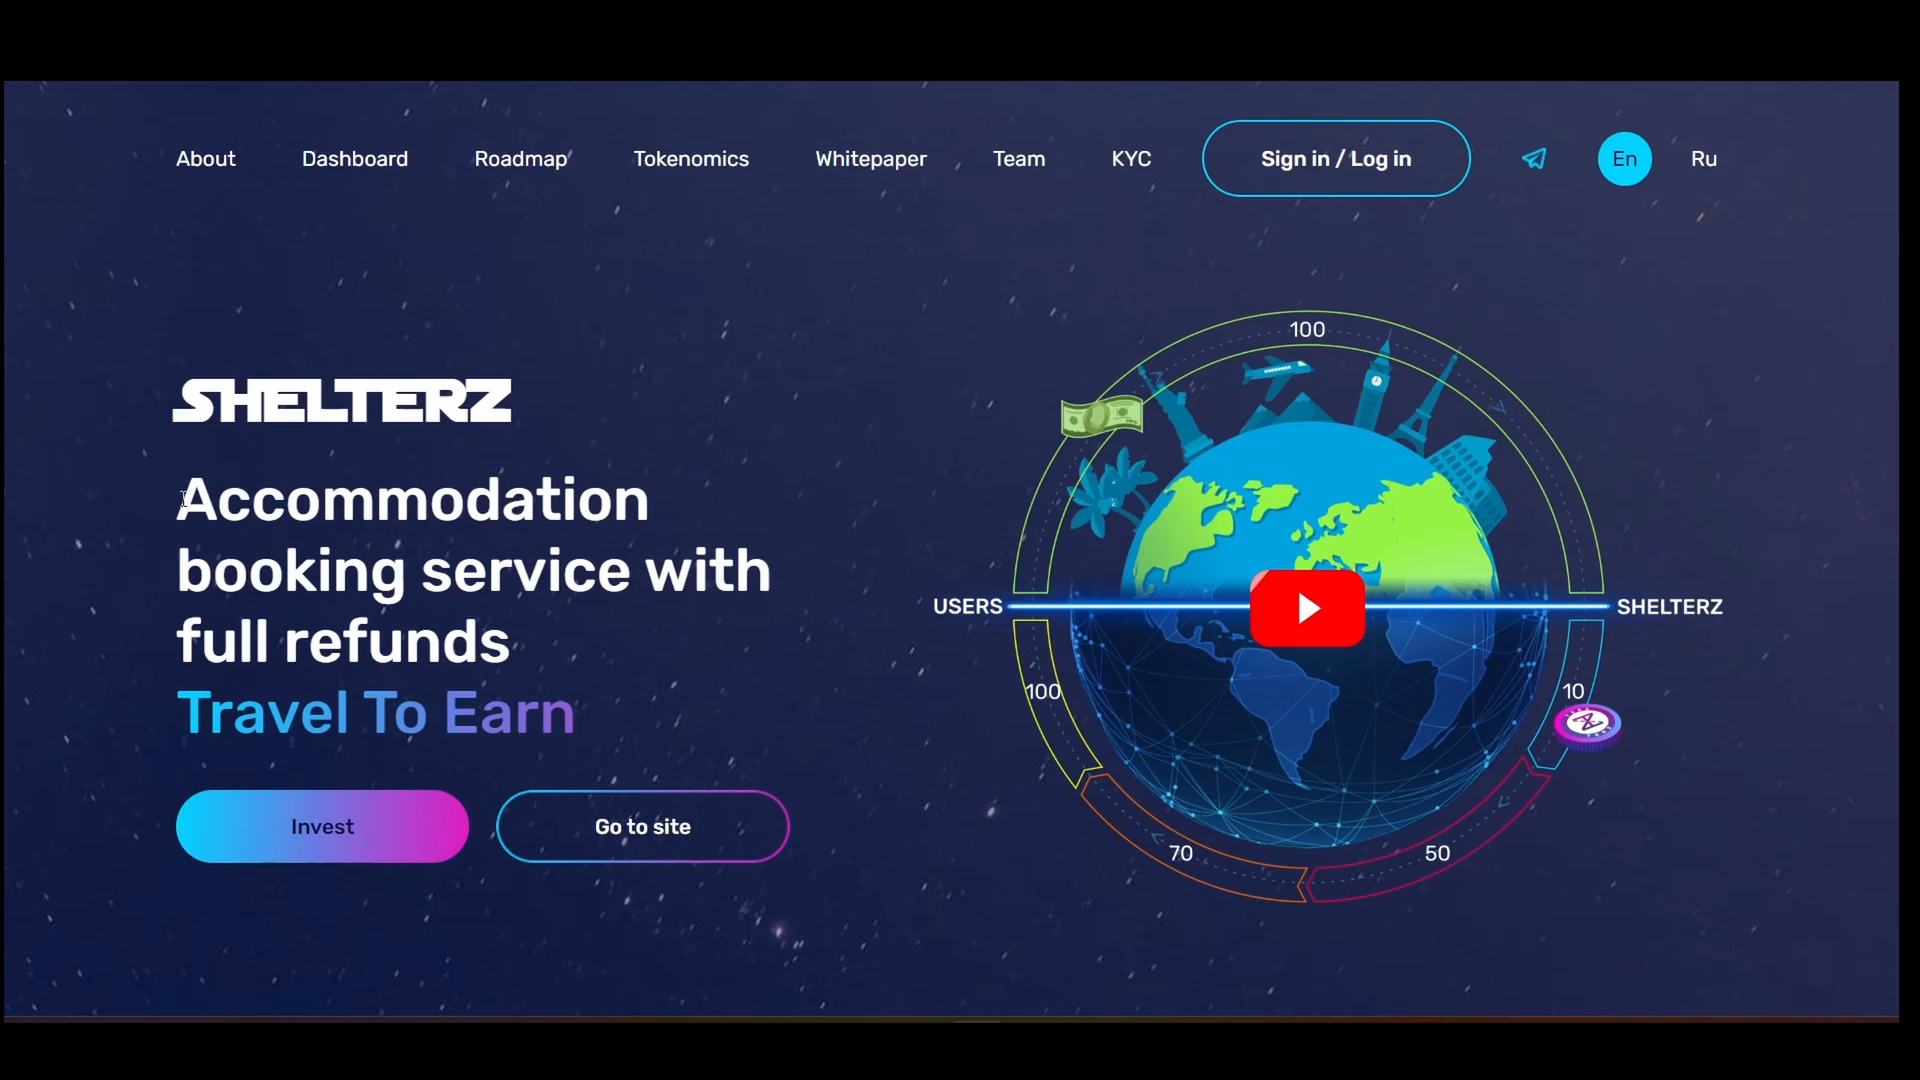 About Dashboard Roadmap Tokenomics Whitepaper Team KYC Sign in / Log in En Ru
SHELTERZ
Accommodation
booking service with
full refunds
Travel To Earn
Invest Go to site
100
USERS SHELTERZ
100 10
70 50